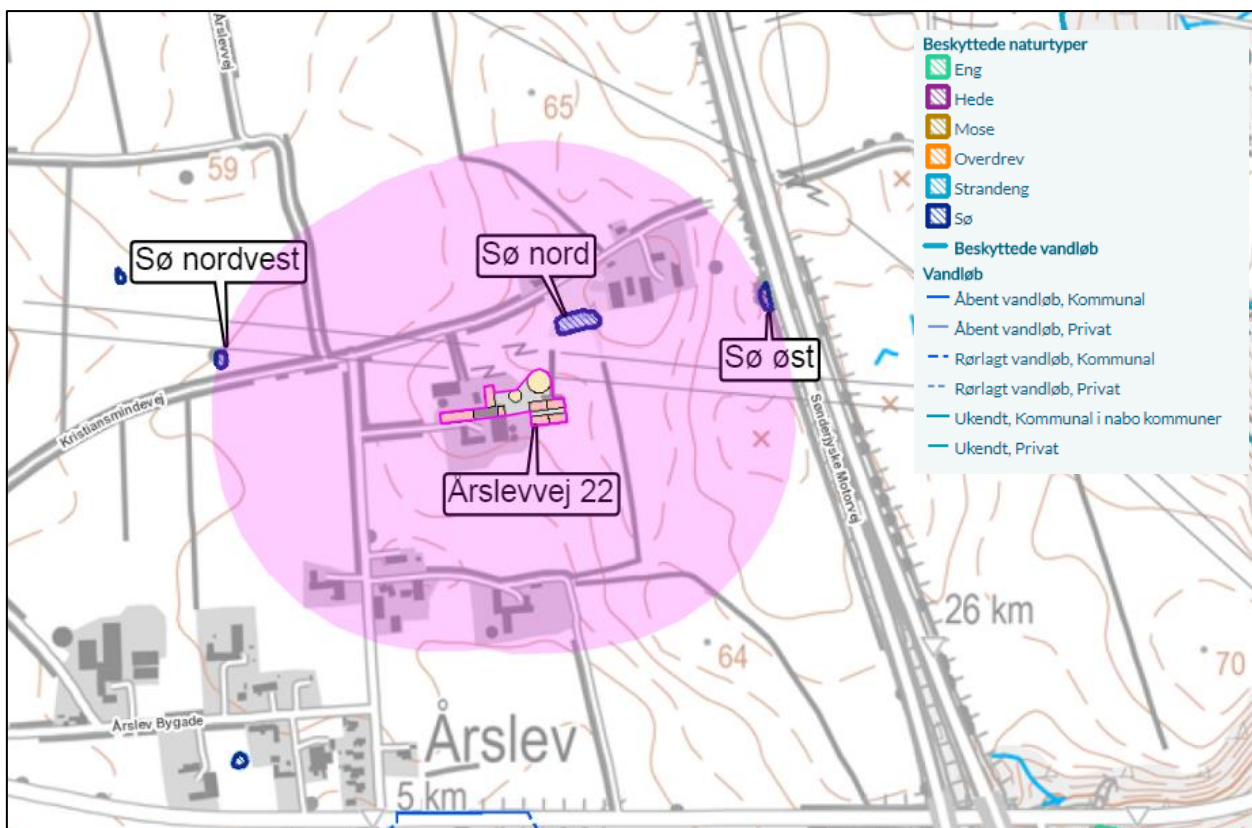 Årslevvej
65
59
Sø nordvest
Sø nord
Sø øst
Kristiansmindevej
Sønderjyske Motorvej
Årslevvej 22
26 km
64
70
Årslev Bygade
Årslev
5 km
Beskyttede naturtyper
Eng
Hede
Mose
Overdrev
Strandeng
Sø
Beskyttede vandløb
Vandløb
Åbent vandløb, Kommunal
Åbent vandløb, Privat
Rørlagt vandløb, Kommunal
Rørlagt vandløb, Privat
Ukendt, Kommunal i nabo kommuner
Ukendt, Privat